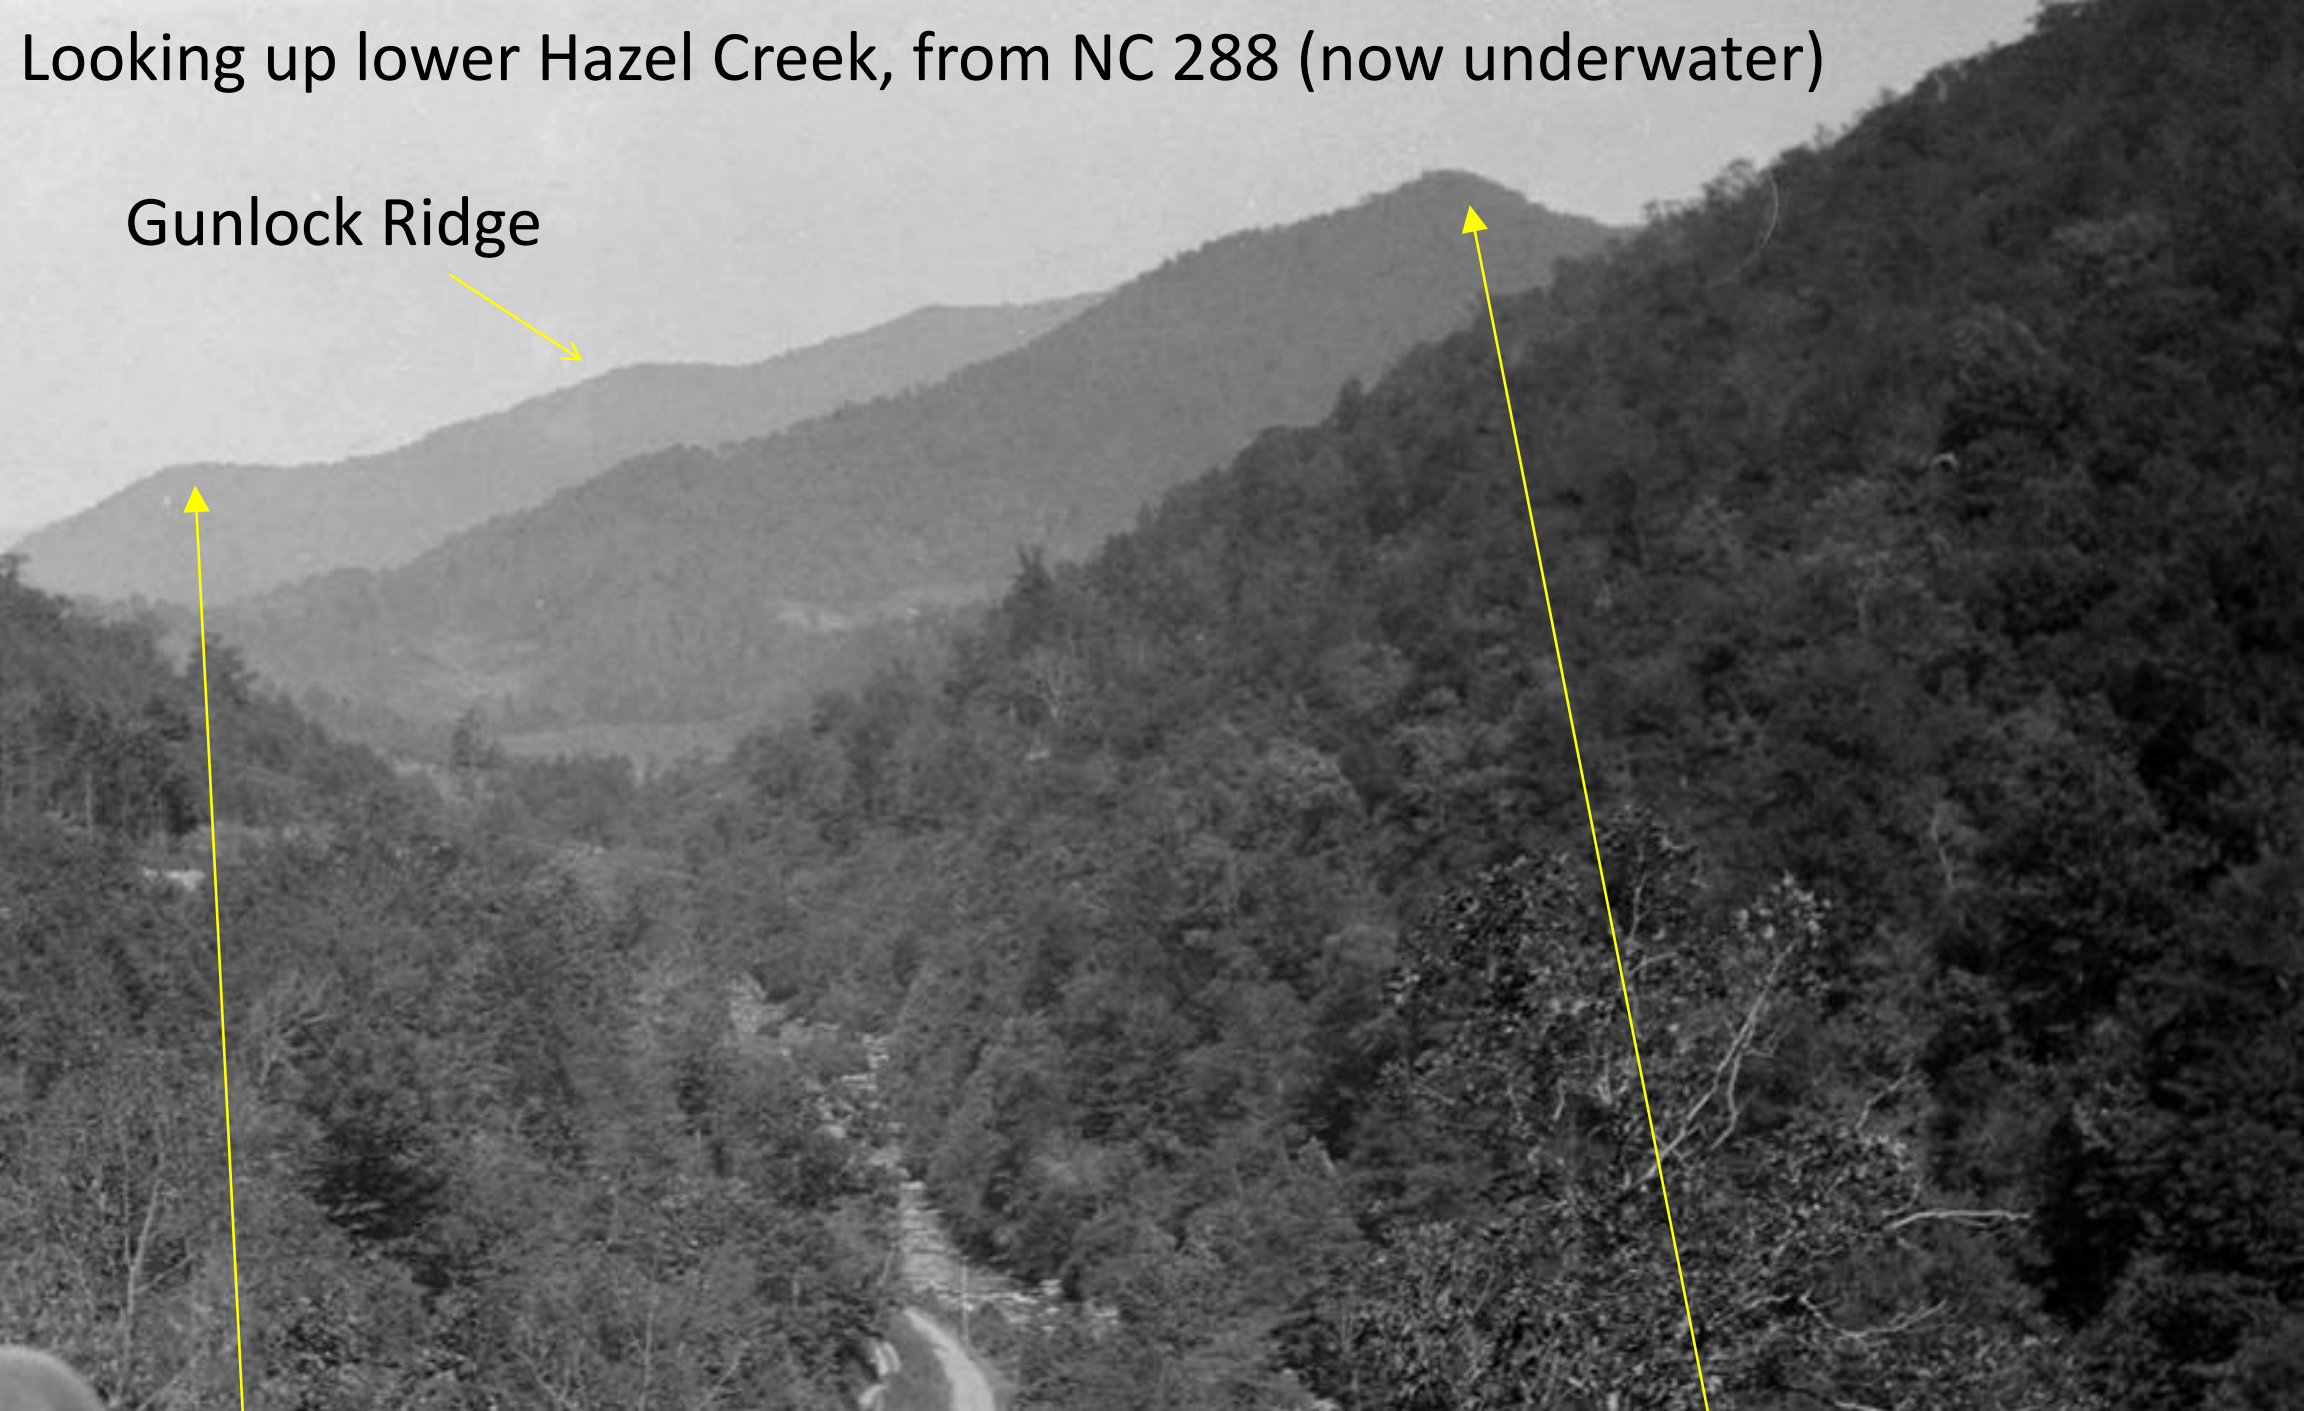 Looking up lower Hazel Creek, from NC 288 (now underwater)
Gunlock Ridge